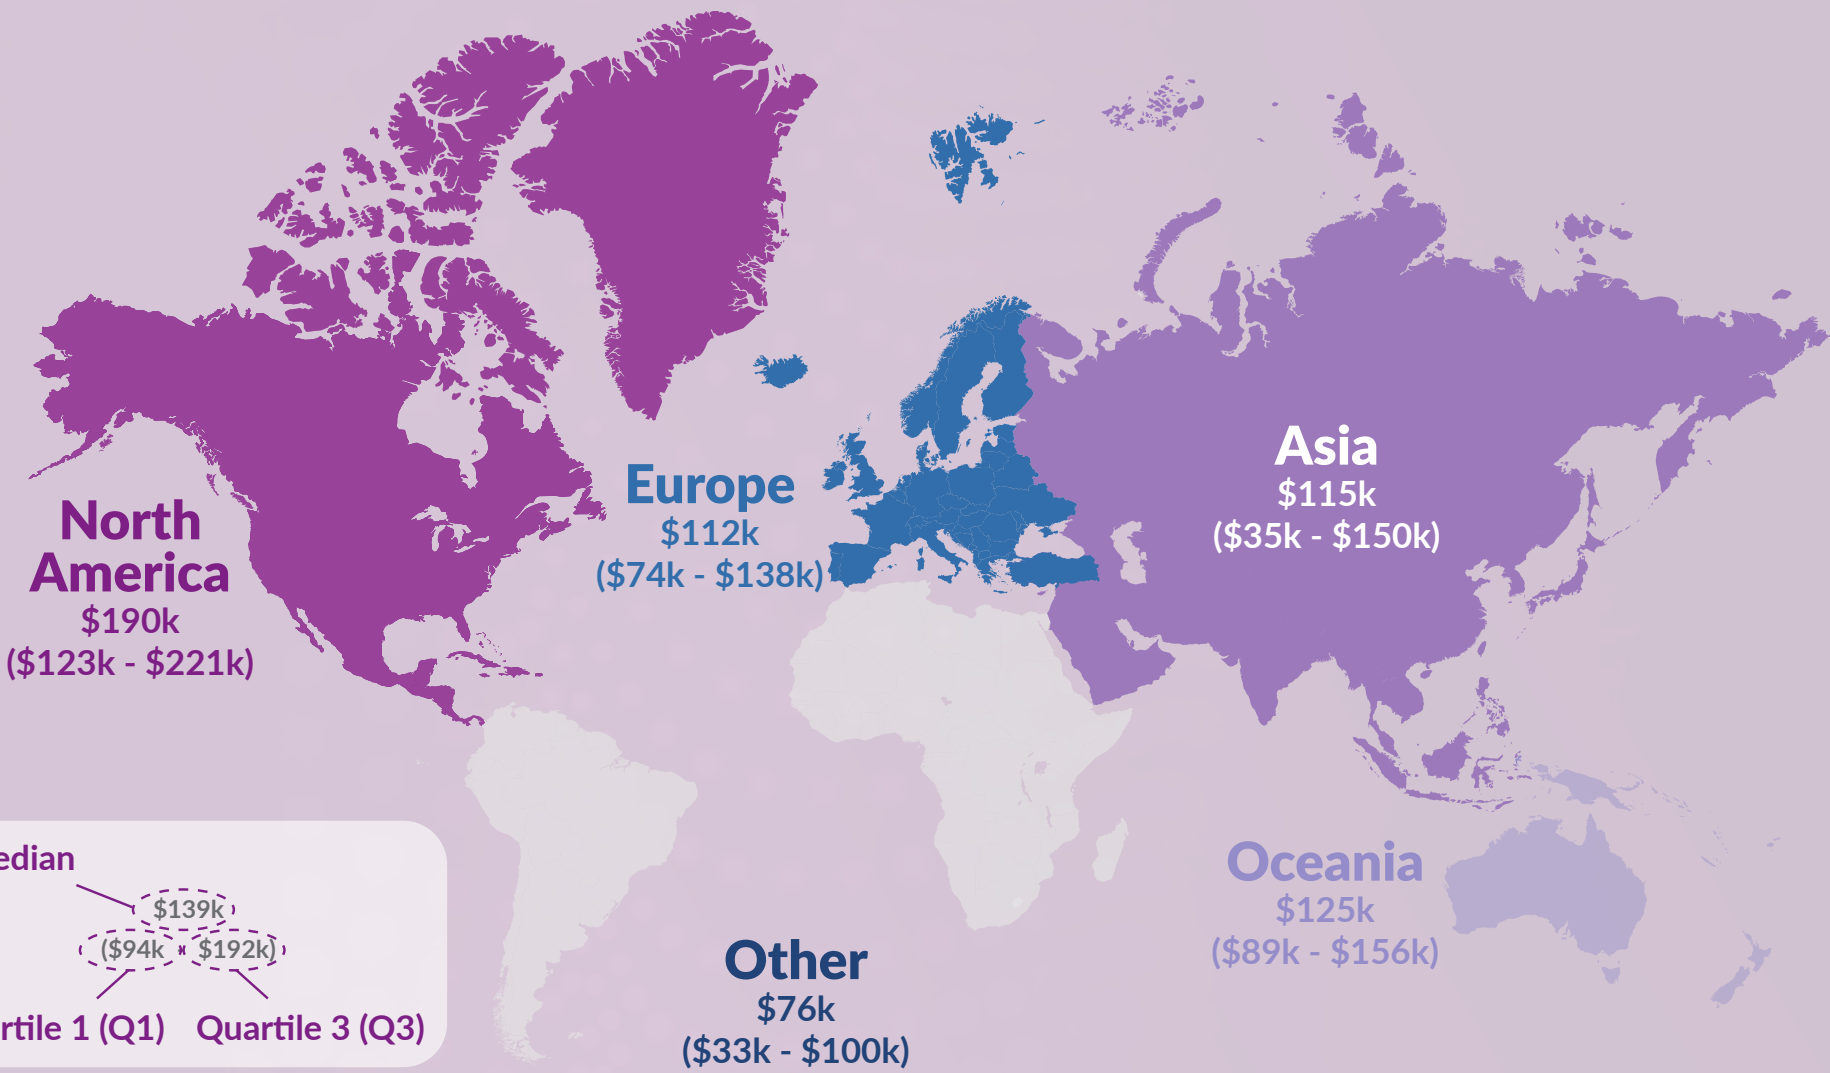 North
America
$190k
($123k - $221k)
Europe
$112k
($74k - $138k)
Asia
$115k
($35k - $150k)
Oceania
$125k
($89k - $156k)
Other
$76k
($33k - $100k)
edian
$139k
($94k
$192k)
rtile 1 (Q1) Quartile 3 (Q3)